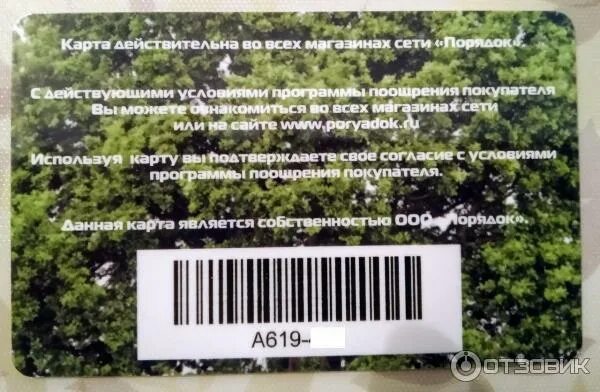 Карта действительна во всех магазинах сети «Порядок».
С действующими условиями программы поощрения покупателя
Вы можете ознакомиться во всех магазинах сети
или на сайте www.poryadok.ru
Используя карту вы подтверждаете свое согласие с условиями
программы поощрения покупателя.
Данная карта является собственностью ООО «Порядок».
A619-
ОТЗОВИК